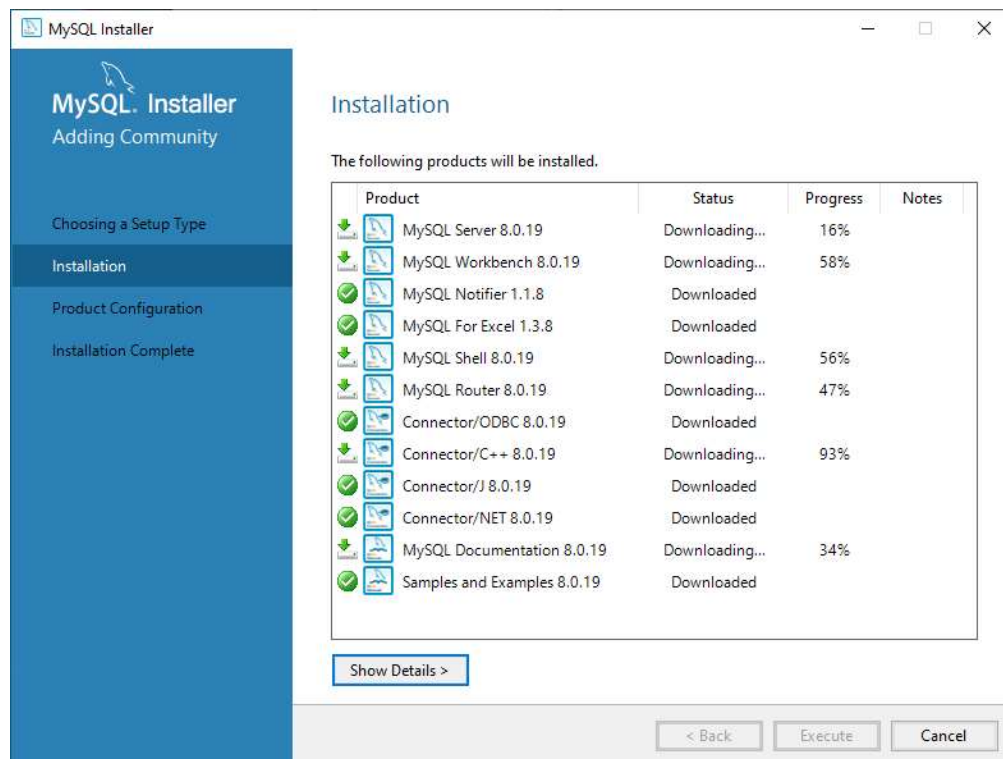 MySQL Installer
MySQL. Installer
Adding Community
Choosing a Setup Type
Installation
Product Configuration
Installation Complete
Installation
The following products will be installed.
Product Status Progress Notes
MySQL Server 8.0.19 Downloading... 16%
MySQL Workbench 8.0.19 Downloading... 58%
MySQL Notifier 1.1.8 Downloaded
MySQL For Excel 1.3.8 Downloaded
MySQL Shell 8.0.19 Downloading... 56%
MySQL Router 8.0.19 Downloading... 47%
Connector/ODBC 8.0.19 Downloaded
Connector/C++ 8.0.19 Downloading... 93%
Connector/J 8.0.19 Downloaded
Connector/NET 8.0.19 Downloaded
MySQL Documentation 8.0.19 Downloading... 34%
Samples and Examples 8.0.19 Downloaded
Show Details >
< Back Execute Cancel